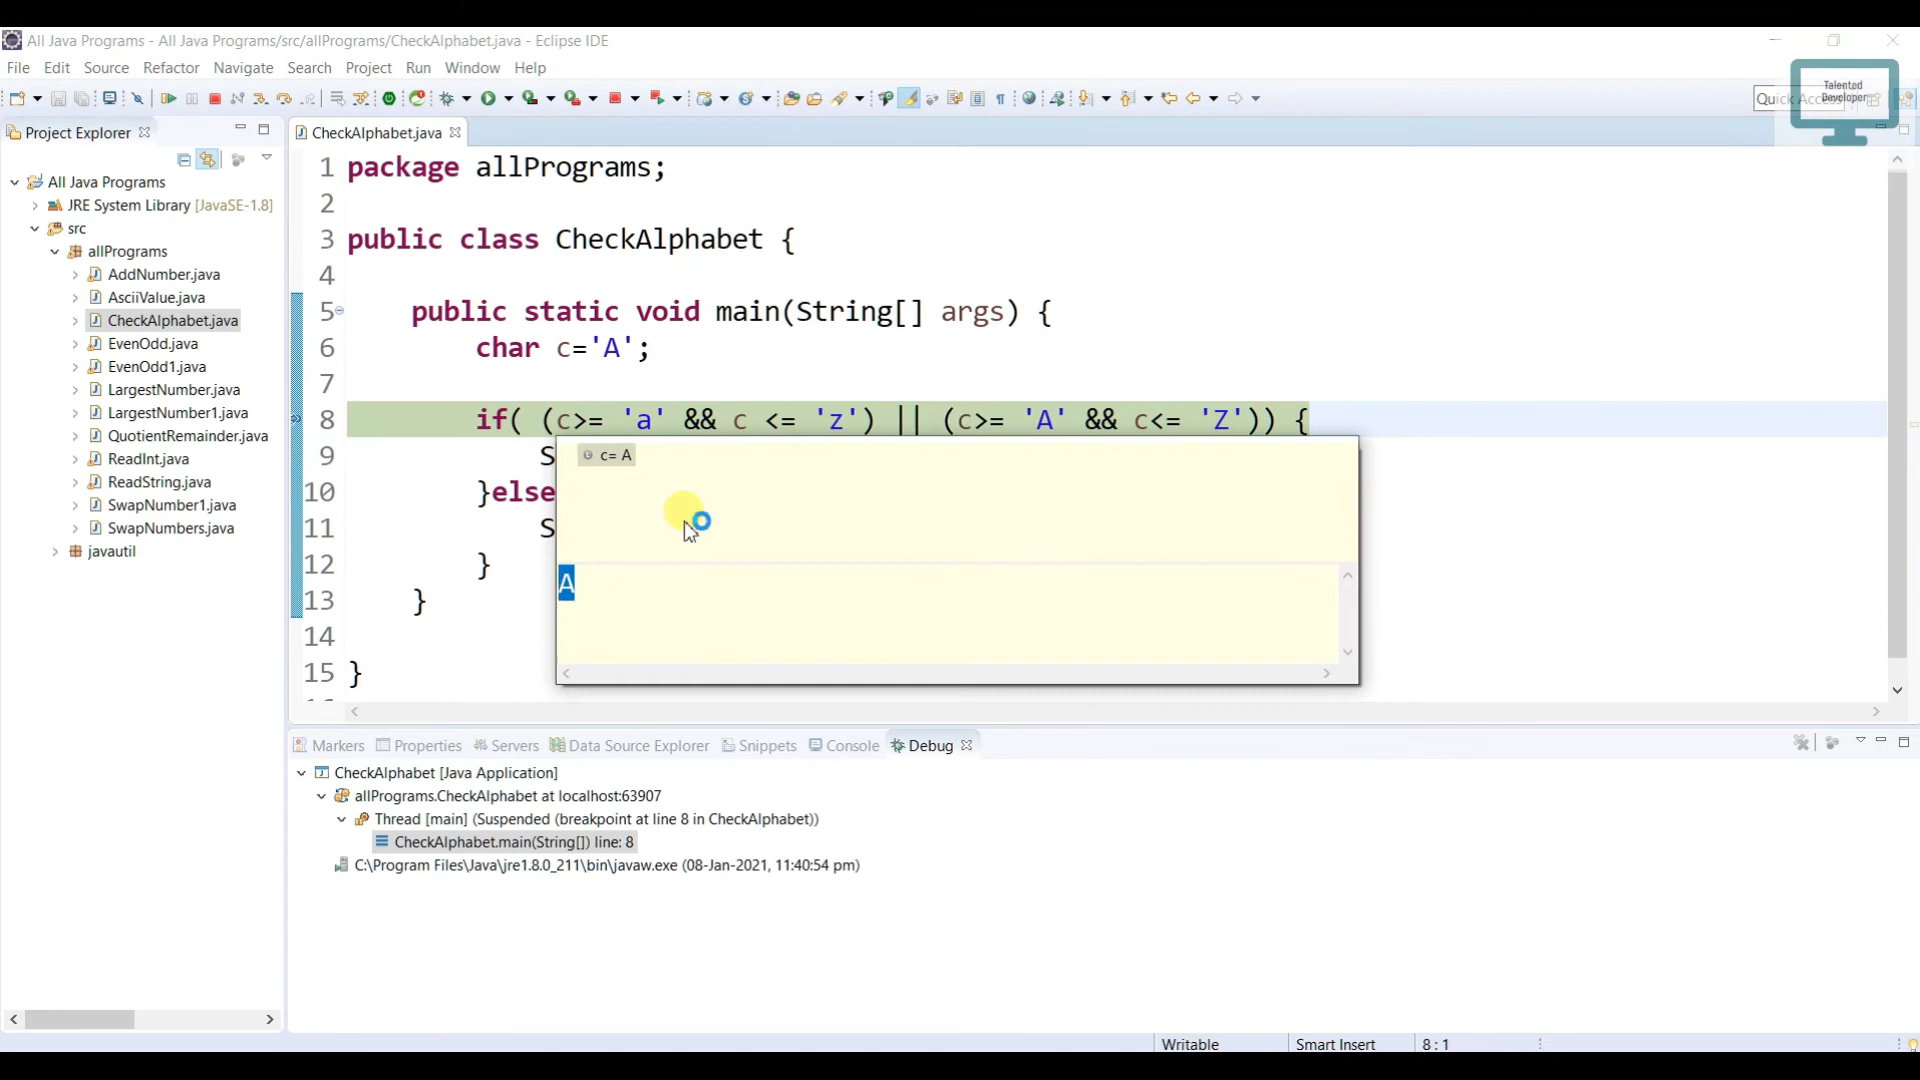 All Java Programs - All Java Programs/src/allPrograms/CheckAlphabet.java - Eclipse IDE
File Edit Source Refactor Navigate Search Project Run Window Help
Talented
Developer
Quick Access
Project Explorer
CheckAlphabet.java
All Java Programs
JRE System Library [JavaSE-1.8]
src
allPrograms
AddNumber.java
AsciiValue.java
CheckAlphabet.java
EvenOdd.java
EvenOdd1.java
LargestNumber.java
LargestNumber1.java
QuotientRemainder.java
ReadInt.java
ReadString.java
SwapNumber1.java
SwapNumbers.java
javautil
1 package allPrograms;
2
3 public class CheckAlphabet {
4
5 public static void main(String[] args) {
6 char c='A';
7
8 if( (c>= 'a' && c <= 'z') || (c>= 'A' && c<= 'Z')) {
9 S
10 }else
11 S
12 }
13 }
14
15 }
c= A
A
Markers Properties Servers Data Source Explorer Snippets Console Debug
CheckAlphabet [Java Application]
allPrograms.CheckAlphabet at localhost:63907
Thread [main] (Suspended (breakpoint at line 8 in CheckAlphabet))
CheckAlphabet.main(String[]) line: 8
C:\Program Files\Java\jre1.8.0_211\bin\javaw.exe (08-Jan-2021, 11:40:54 pm)
Writable Smart Insert 8 : 1